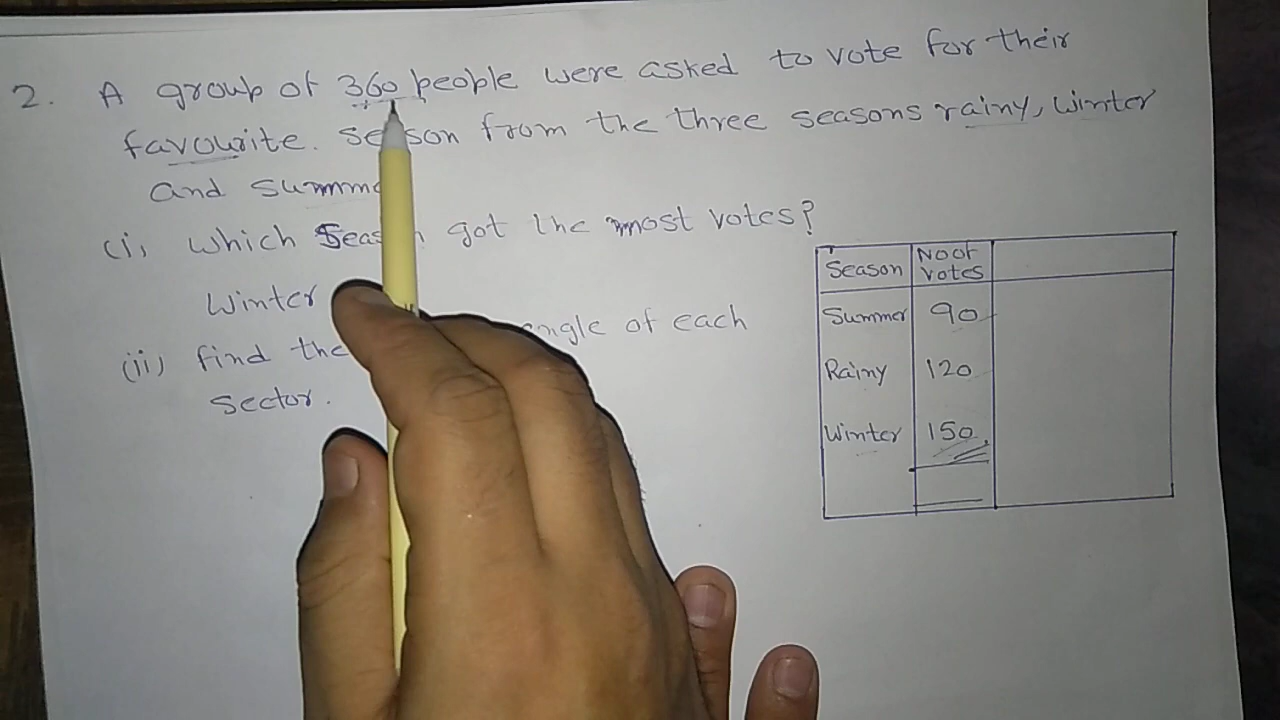 2. A group of 360 people were asked to vote for their
favourite. season from the three seasons rainy, winter
and
(i) which got the most votes?
Winter
(ii) find the angle of each
sector.
Season No of votes
Summer 90
Rainy 120
Winter 150